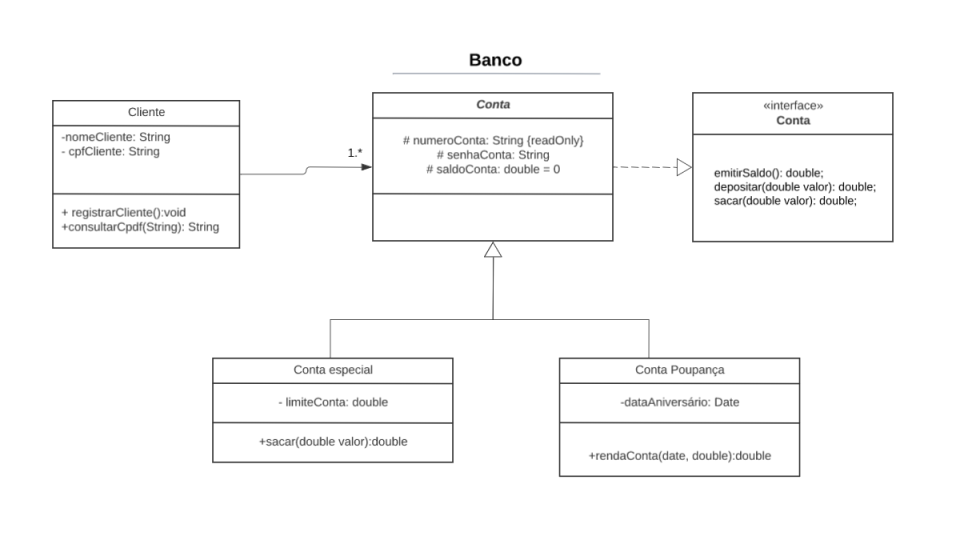 Banco
Cliente
-nomeCliente: String
- cpfCliente: String
+ registrarCliente():void
+consultarCpdf(String): String
1.*
Conta
# numeroConta: String {readOnly}
# senhaConta: String
# saldoConta: double = 0
«interface»
Conta
emitirSaldo(): double;
depositar(double valor): double;
sacar(double valor): double;
Conta especial
- limiteConta: double
+sacar(double valor):double
Conta Poupança
-dataAniversário: Date
+rendaConta(date, double):double